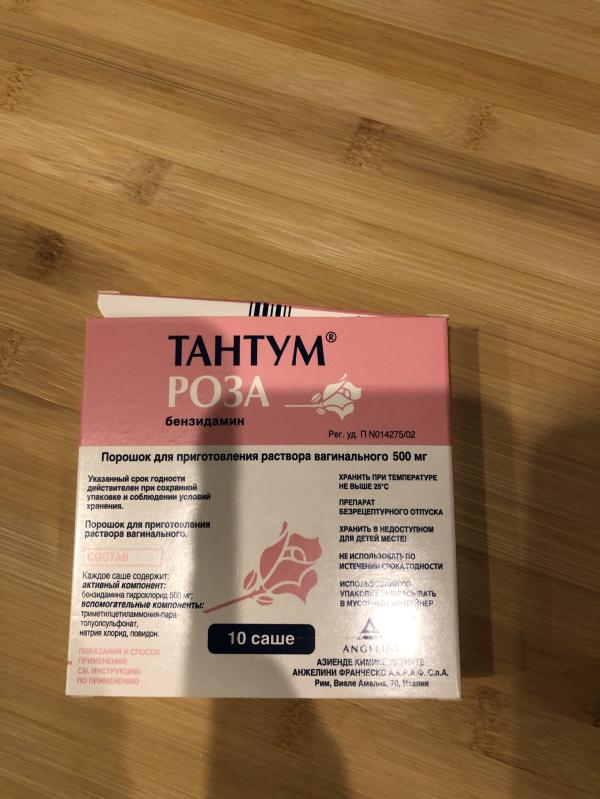 ТАНТУМ®
РОЗА
бензидамин
Рег. уд. П N014275/02
Порошок для приготовления раствора вагинального 500 мг
Указанный срок годности
действителен при сохранной
упаковке и соблюдении условий
хранения.
Порошок для приготовления
раствора вагинального.
СОСТАВ
Каждое саше содержит:
активный компонент:
бензидамина гидрохлорид 500 мг;
вспомогательные компоненты:
триметилцетиламмония-пара-
толуолсульфонат,
натрия хлорид, повидон.
ПОКАЗАНИЯ И СПОСОБ
ПРИМЕНЕНИЯ:
СМ. ИНСТРУКЦИЮ
ПО ПРИМЕНЕНИЮ
ХРАНИТЬ ПРИ ТЕМПЕРАТУРЕ
НЕ ВЫШЕ 25°C
ПРЕПАРАТ
БЕЗРЕЦЕПТУРНОГО ОТПУСКА
ХРАНИТЬ В НЕДОСТУПНОМ
ДЛЯ ДЕТЕЙ МЕСТЕ!
НЕ ИСПОЛЬЗОВАТЬ ПО
ИСТЕЧЕНИИ СРОКА ГОДНОСТИ
ИСПОЛЬЗОВАННУЮ
УПАКОВКУ ВЫБРАСЫВАТЬ
В МУСОРНЫЙ КОНТЕЙНЕР
10 саше
ANGELINI
АЗИЕНДЕ КИМИКЕ РИУНИТЕ
АНЖЕЛИНИ ФРАНЧЕСКО А.К.Р.А.Ф. С.п.А.
Рим, Виале Амелия, 70, Италия